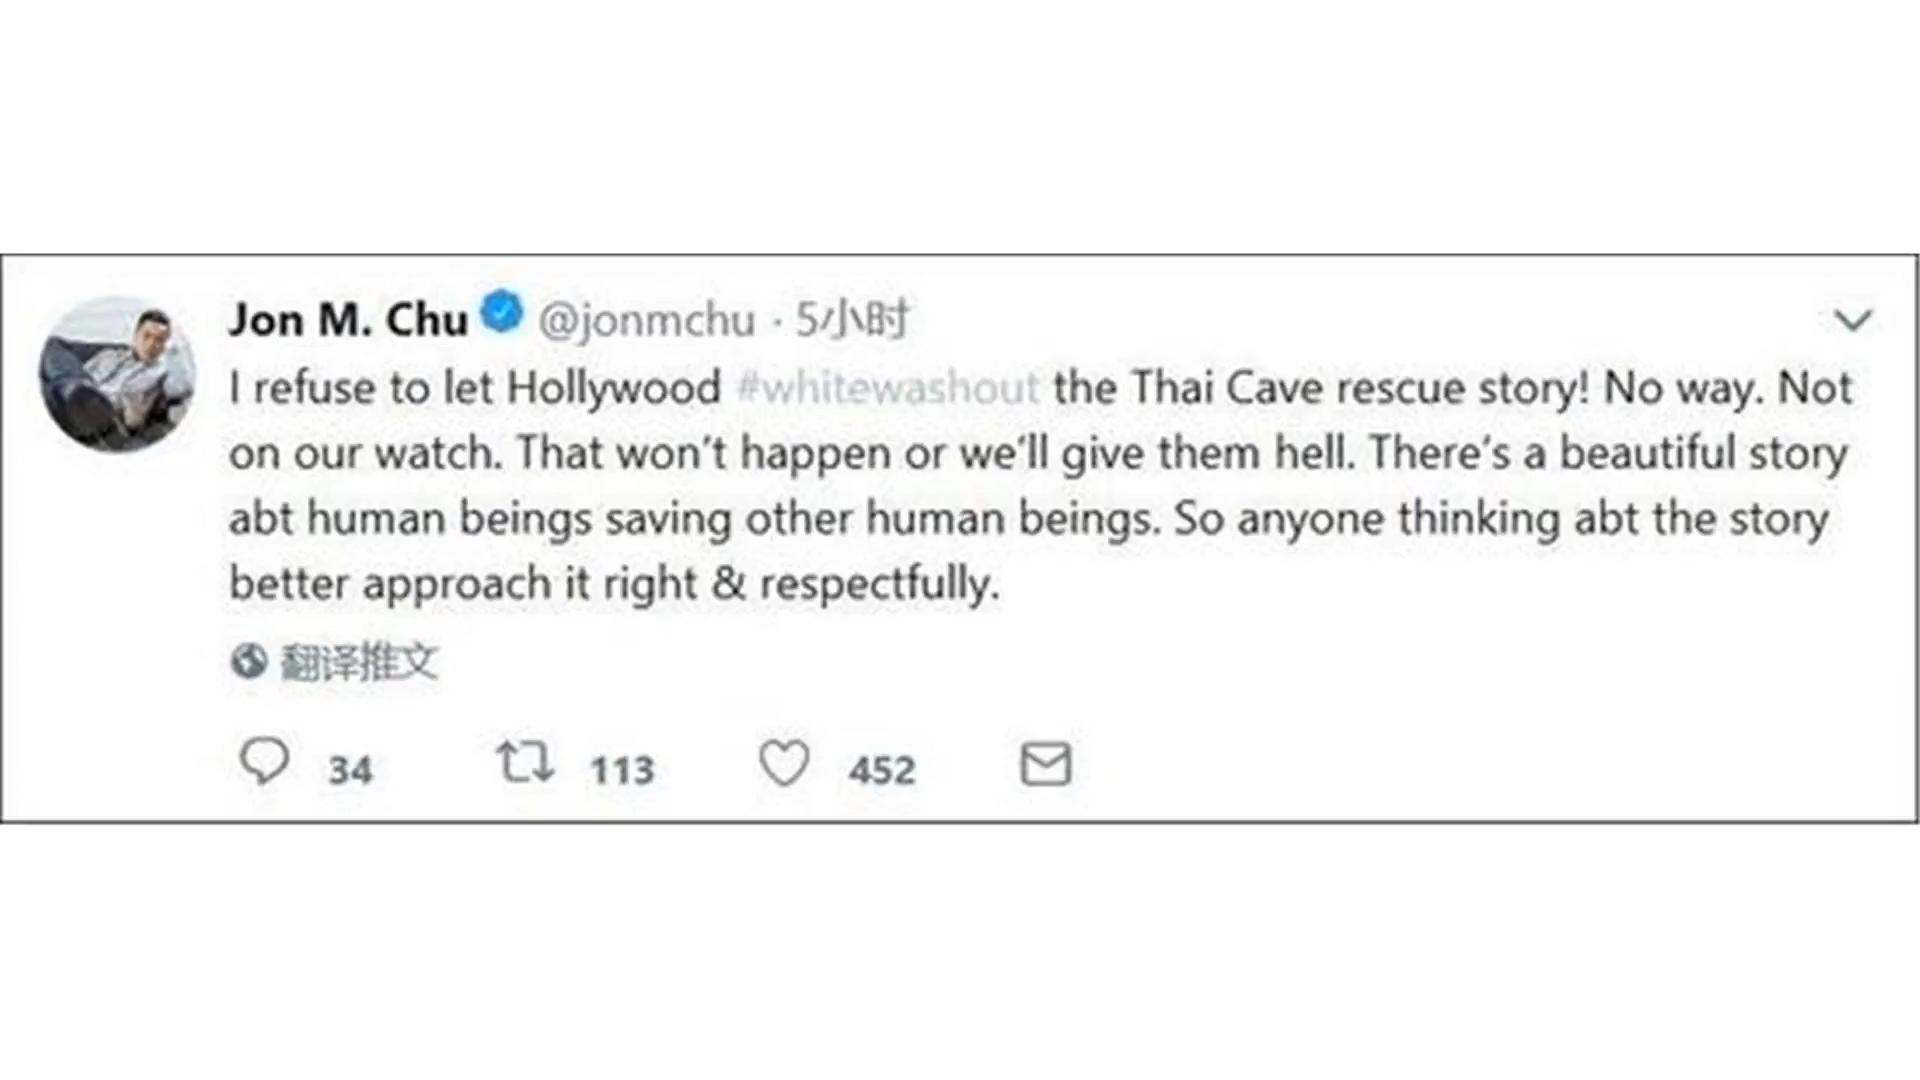 Jon M. Chu @jonmchu · 5小时
I refuse to let Hollywood #whitewashout the Thai Cave rescue story! No way. Not
on our watch. That won't happen or we'll give them hell. There's a beautiful story
abt human beings saving other human beings. So anyone thinking abt the story
better approach it right & respectfully.
翻译推文
34 113 452